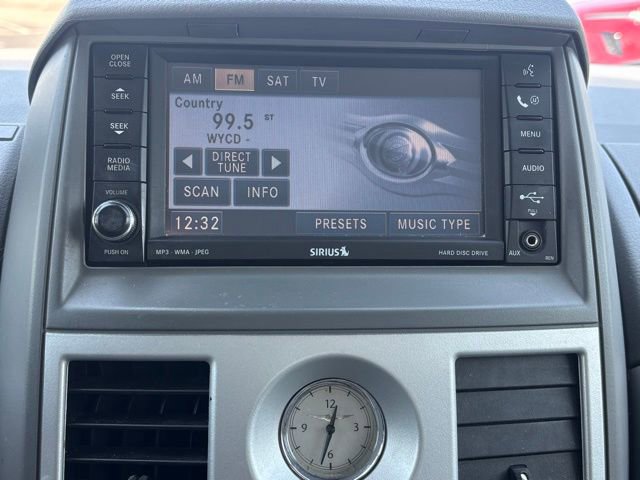 OPEN
CLOSE
SEEK
SEEK
RADIO
MEDIA
VOLUME
PUSH ON
AM FM SAT TV
Country
99.5 ST
WYCD -
DIRECT
TUNE
SCAN INFO
12:32 PRESETS MUSIC TYPE
MP3 - WMA - JPEG SIRIUS HARD DISC DRIVE
MENU
AUDIO
PULL
AUX REN
12
9 3
6